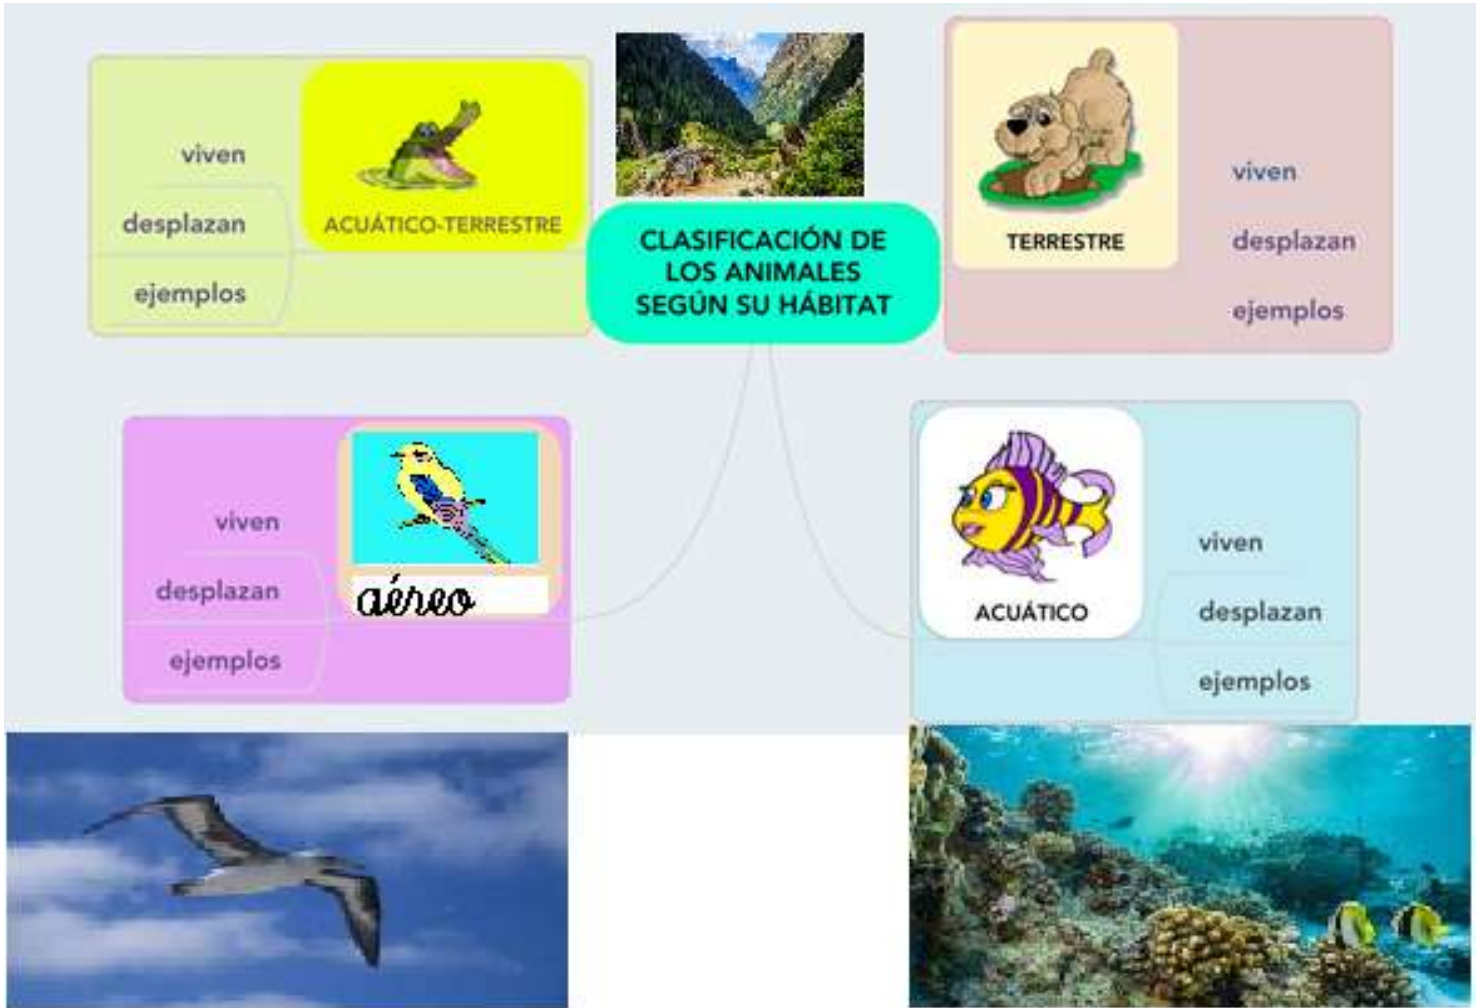 CLASIFICACIÓN DE
LOS ANIMALES
SEGÚN SU HÁBITAT
ACUÁTICO-TERRESTRE
viven
desplazan
ejemplos
TERRESTRE
viven
desplazan
ejemplos
aéreo
viven
desplazan
ejemplos
ACUÁTICO
viven
desplazan
ejemplos